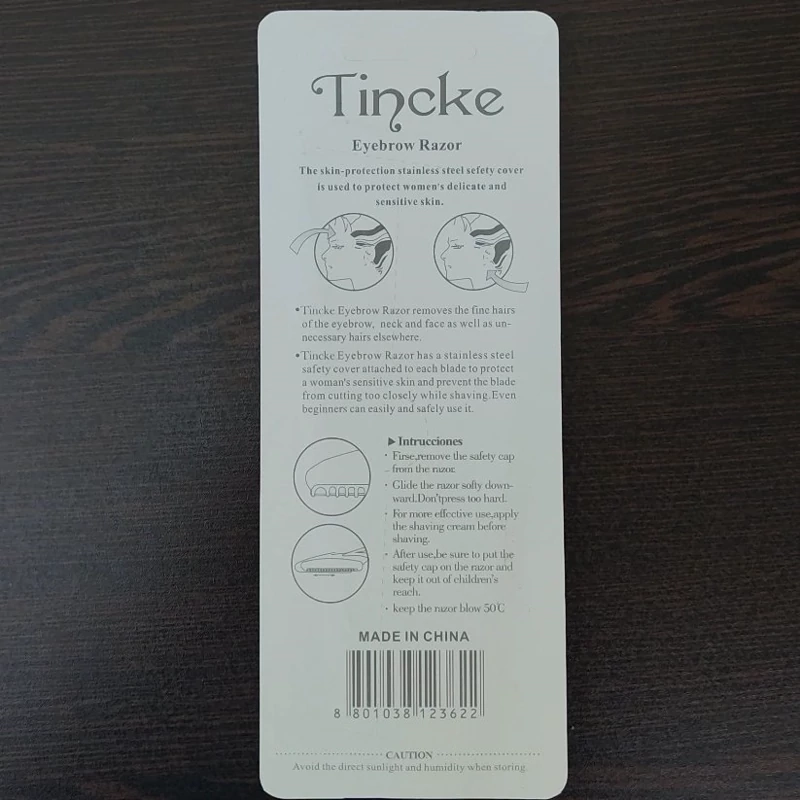 Tincke
Eyebrow Razor
The skin-protection stainless steel sefety cover
is used to protect women's delicate and
sensitive skin.
•Tincke Eyebrow Razor removes the fine hairs
of the eyebrow, neck and face as well as un-
necessary hairs elsewhere.
•Tincke Eyebrow Razor has a stainless steel
safety cover attached to each blade to protect
a woman's sensitive skin and prevent the blade
from cutting too closely while shaving.Even
beginners can easily and safely use it.
▶Intrucciones
· Firse,remove the safety cap
from the razor.
· Glide the razor softy down-
ward.Don'tpress too hard.
· For more effective use,apply
the shaving cream before
shaving.
· After use,be sure to put the
safety cap on the razor and
keep it out of children's
reach.
· keep the razor blow 50℃
MADE IN CHINA
8 801038 123622
CAUTION
Avoid the direct sunlight and humidity when storing.